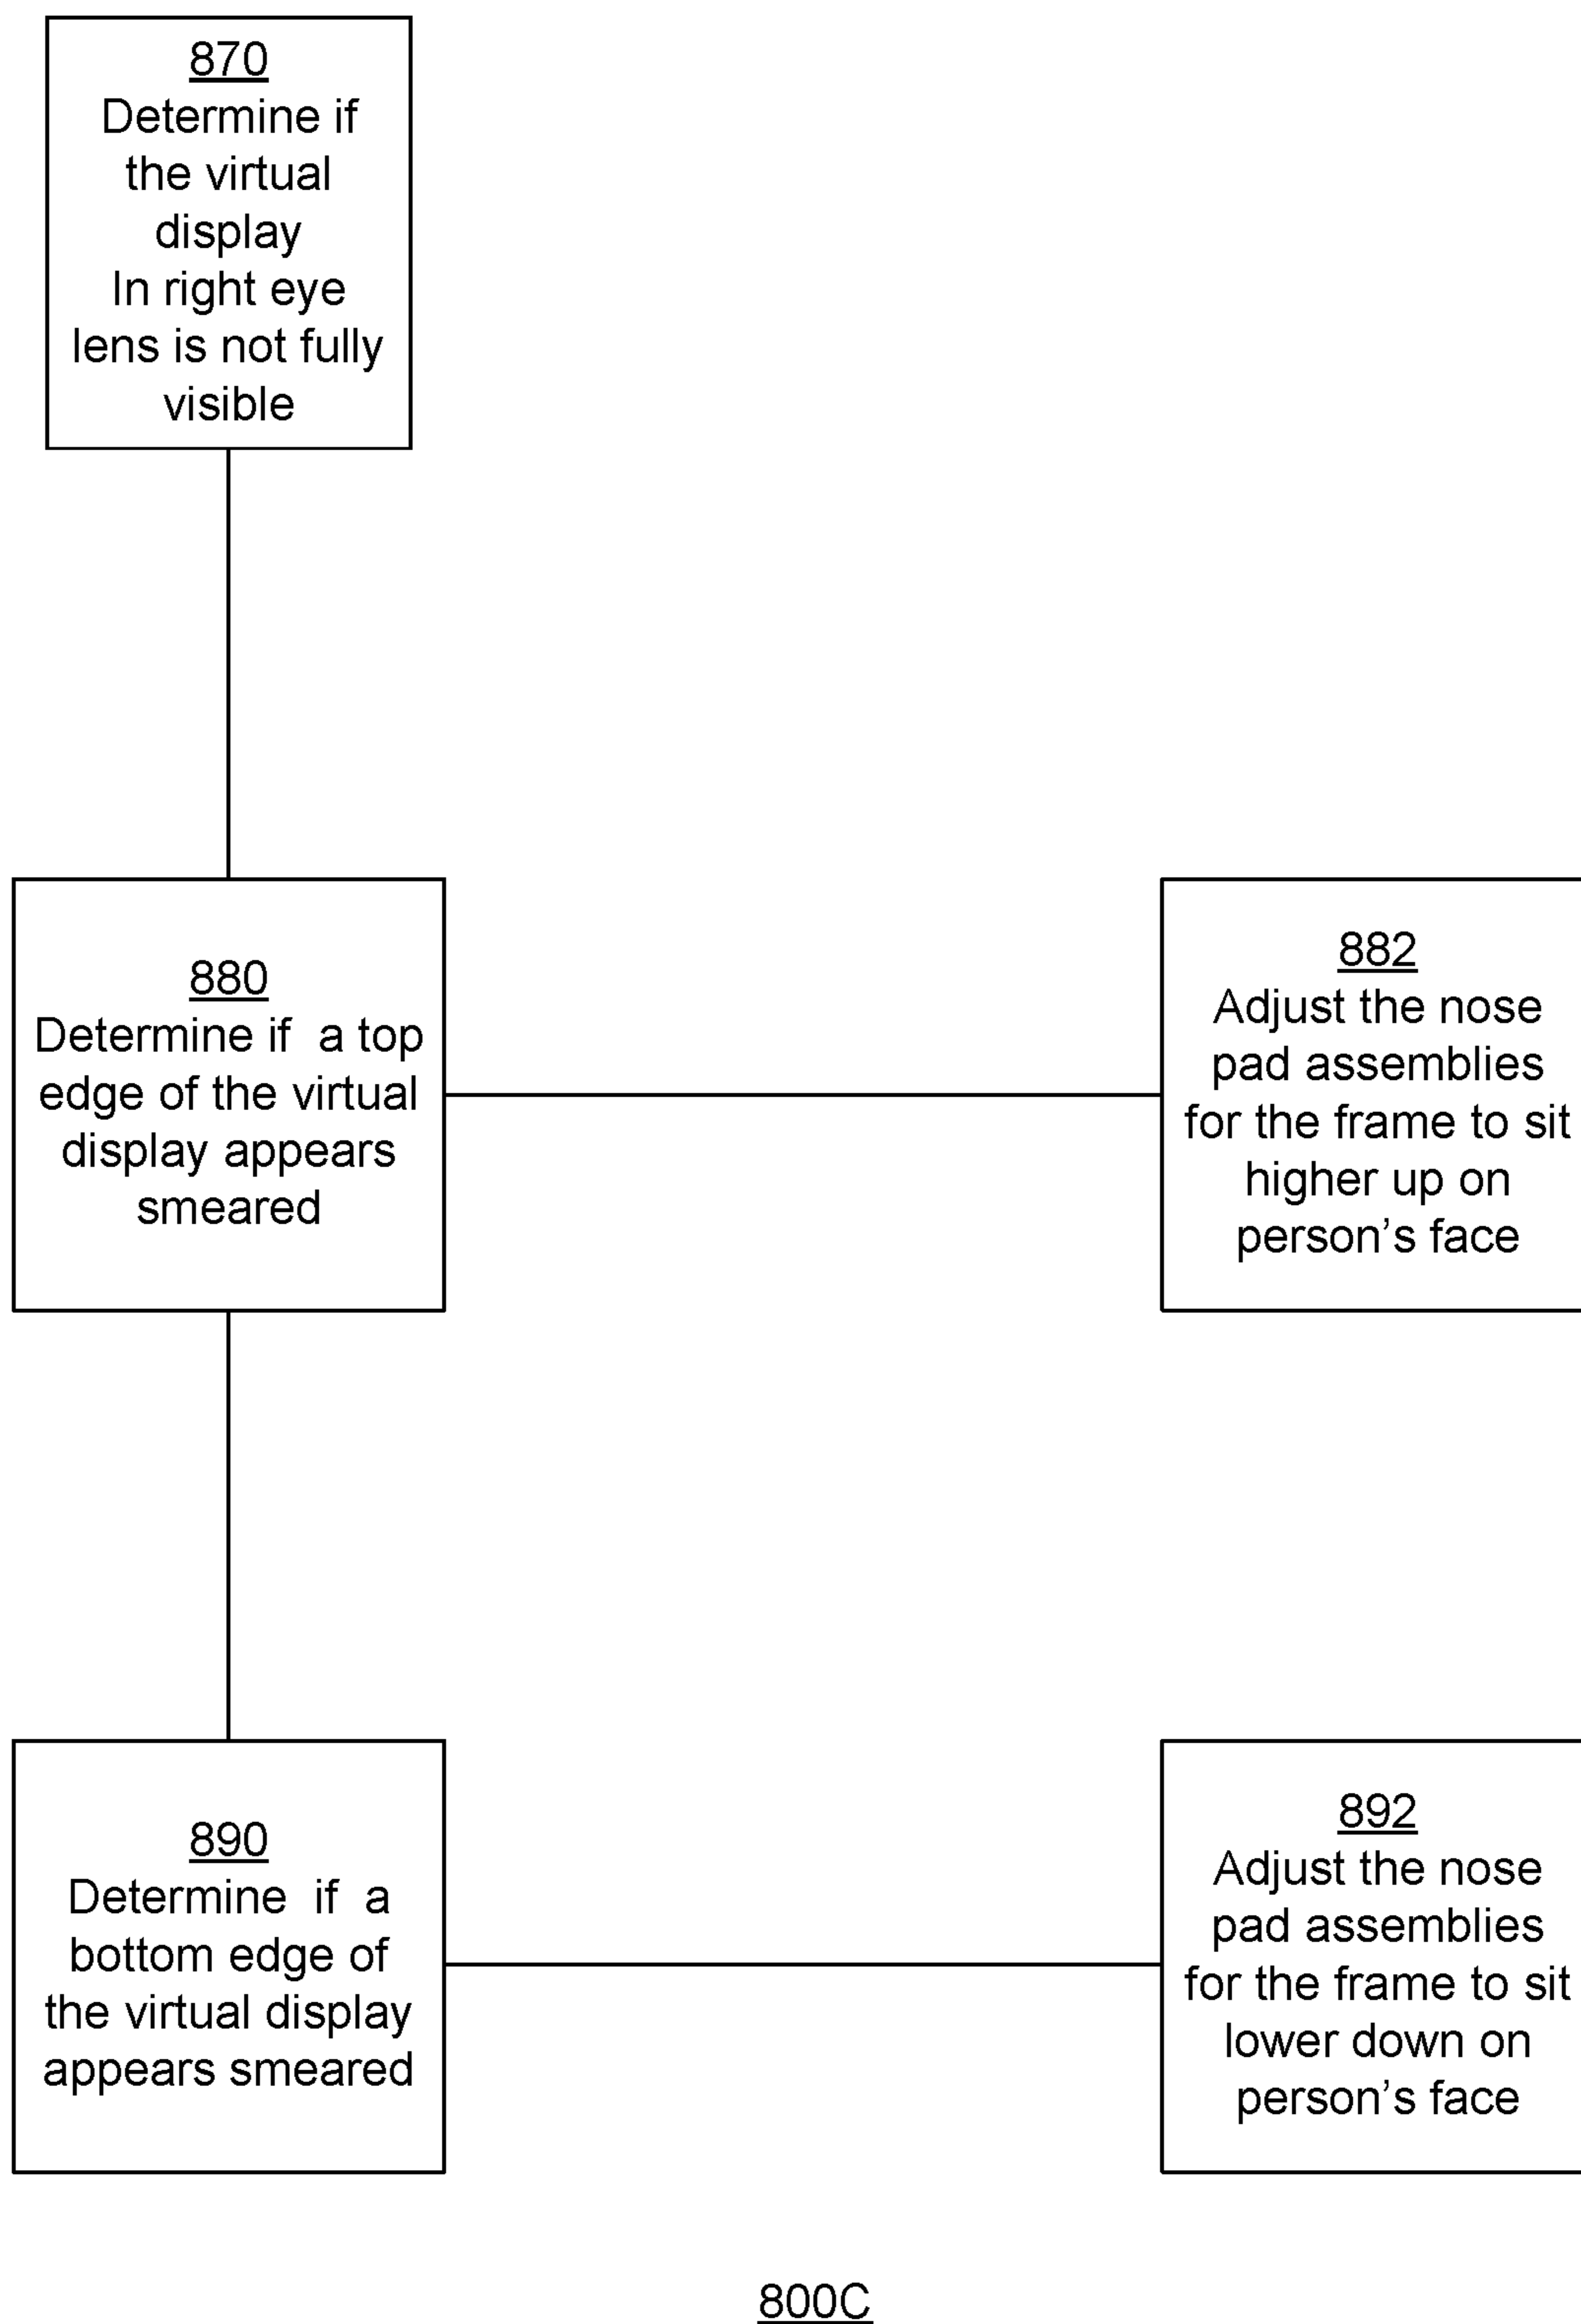 870
Determine if
the virtual
display
In right eye
lens is not fully
visible
880
Determine if a top
edge of the virtual
display appears
smeared
882
Adjust the nose
pad assemblies
for the frame to sit
higher up on
person's face
890
Determine if a
bottom edge of
the virtual display
appears smeared
892
Adjust the nose
pad assemblies
for the frame to sit
lower down on
person's face
800C